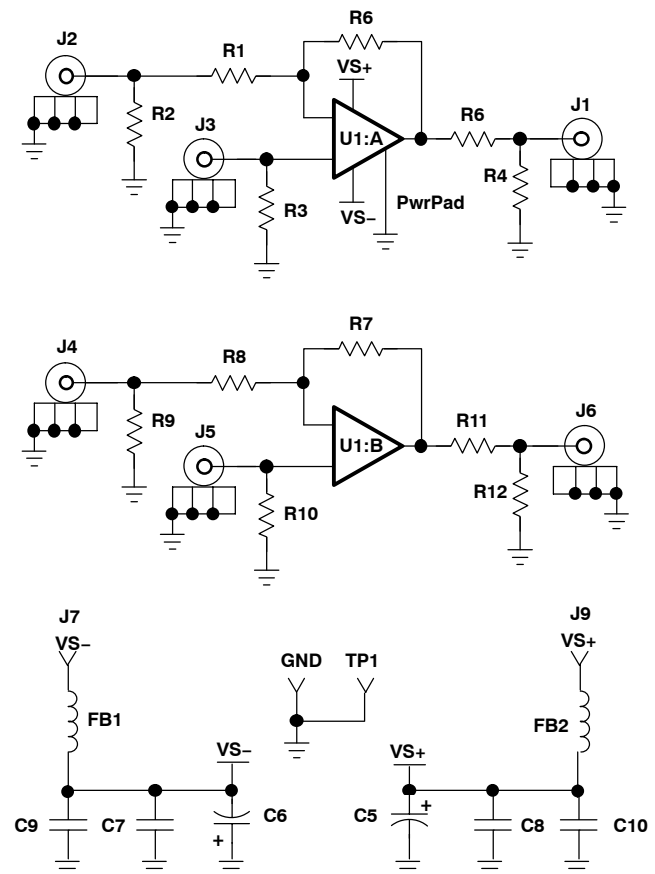 R6
J2
R1
VS+
R2
J3
U1:A
R6
J1
R4
R3
VS−
PwrPad
R7
J4
R8
R9
J5
U1:B
R11
J6
R12
R10
J7
VS−
FB1
GND
TP1
J9
VS+
FB2
VS−
VS+
C9
C7
C6
+
C5
+
C8
C10